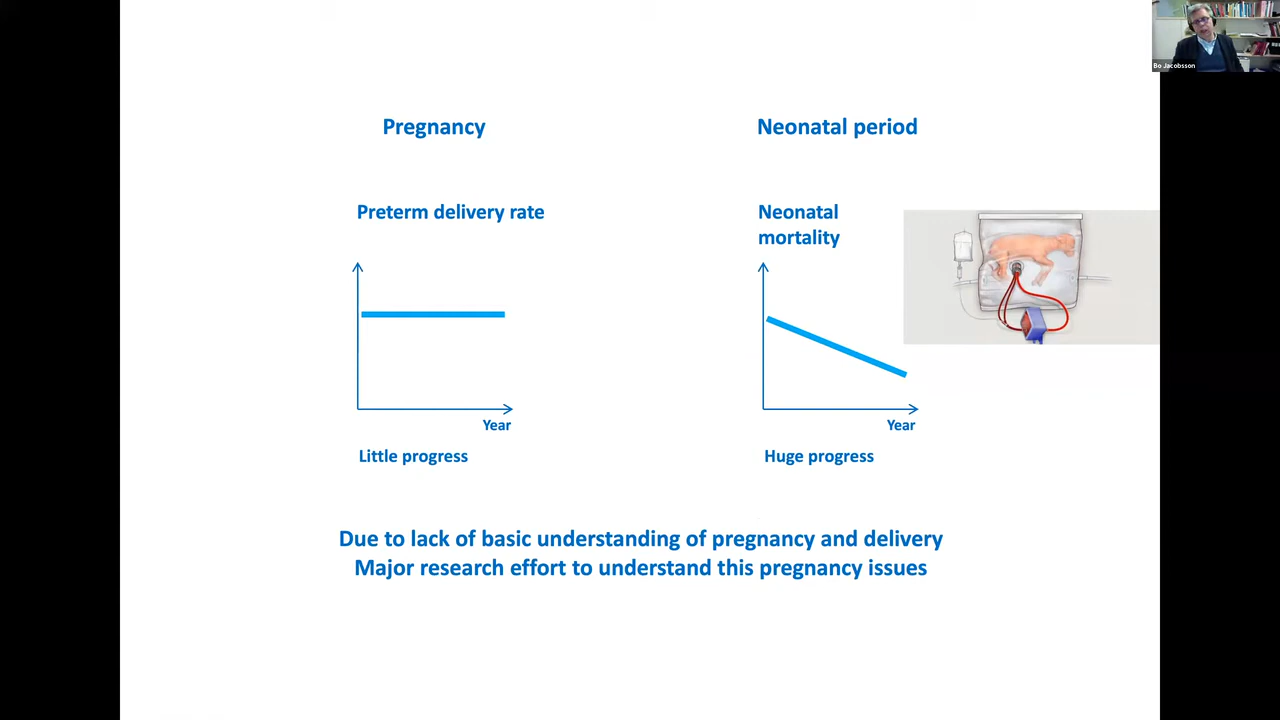 Bo Jacobsson
Pregnancy
Neonatal period
Preterm delivery rate
Neonatal
mortality
Year
Year
Little progress
Huge progress
Due to lack of basic understanding of pregnancy and delivery
Major research effort to understand this pregnancy issues